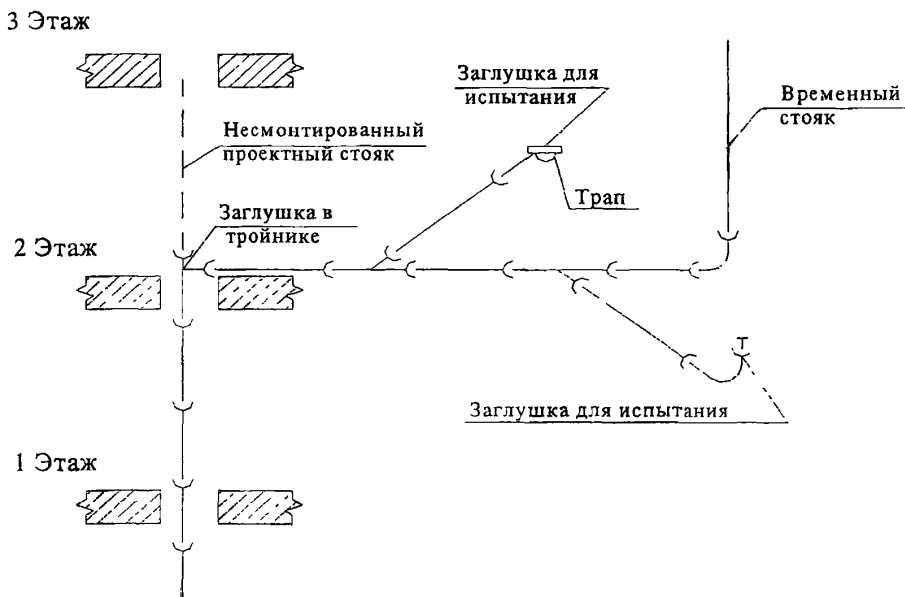 3 Этаж
Заглушка для
испытания
Временный
стояк
Несмонтированный
проектный стояк
Трап
Заглушка в
тройнике
2 Этаж
Т
Заглушка для испытания
1 Этаж